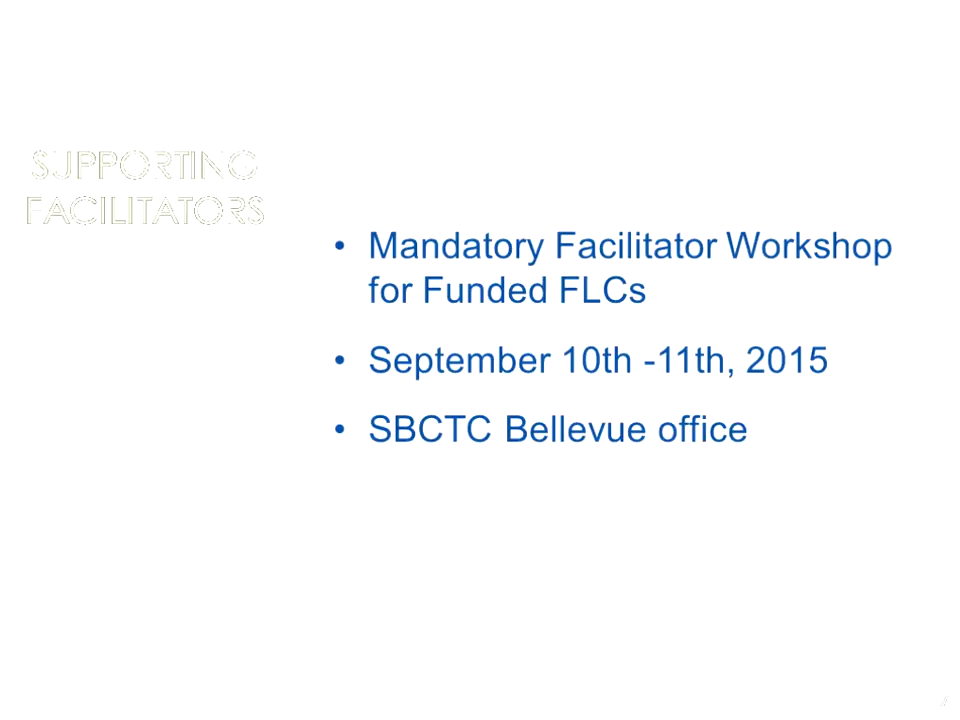 SUPPORTING
FACILITATORS
• Mandatory Facilitator Workshop
for Funded FLCs
• September 10th -11th, 2015
• SBCTC Bellevue office